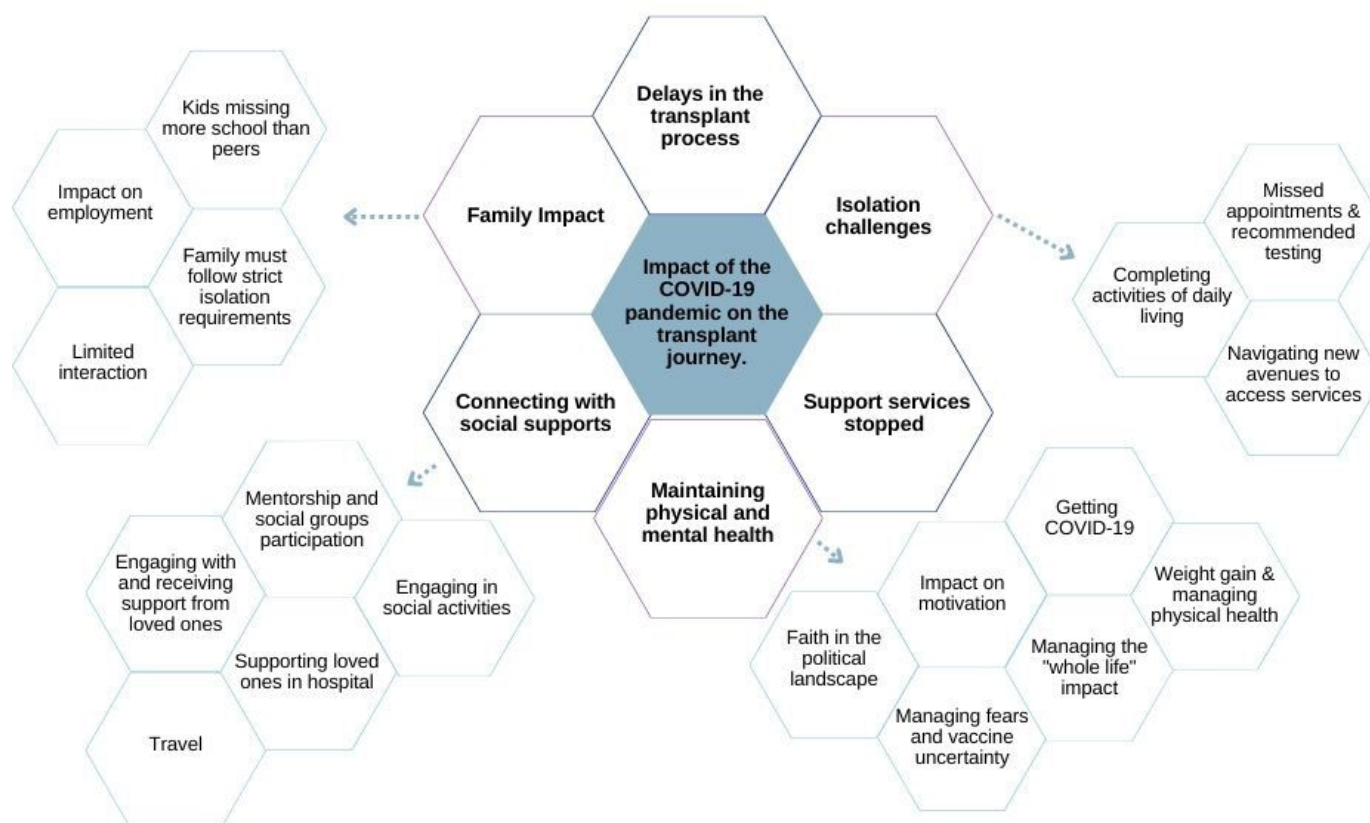 Delays in the
transplant
process
Family Impact
Isolation
challenges
Impact of the
COVID-19
pandemic on the
transplant
journey.
Connecting with
social supports
Support services
stopped
Maintaining
physical and
mental health
Kids missing
more school than
peers
Impact on
employment
Family must
follow strict
isolation
requirements
Limited
interaction
Missed
appointments &
recommended
testing
Completing
activities of daily
living
Navigating new
avenues to
access services
Mentorship and
social groups
participation
Engaging with
and receiving
support from
loved ones
Engaging in
social activities
Supporting loved
ones in hospital
Travel
Getting
COVID-19
Impact on
motivation
Weight gain &
managing
physical health
Faith in the
political
landscape
Managing the
"whole life"
impact
Managing fears
and vaccine
uncertainty